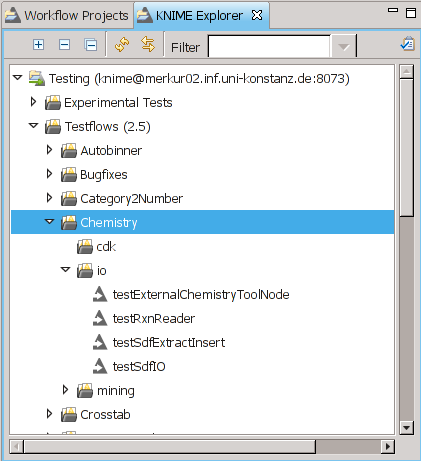 Workflow Projects KNIME Explorer
Filter
Testing (knime@merkur02.inf.uni-konstanz.de:8073)
Experimental Tests
Testflows (2.5)
Autobinner
Bugfixes
Category2Number
Chemistry
cdk
io
testExternalChemistryToolNode
testRxnReader
testSdfExtractInsert
testSdfIO
mining
Crosstab